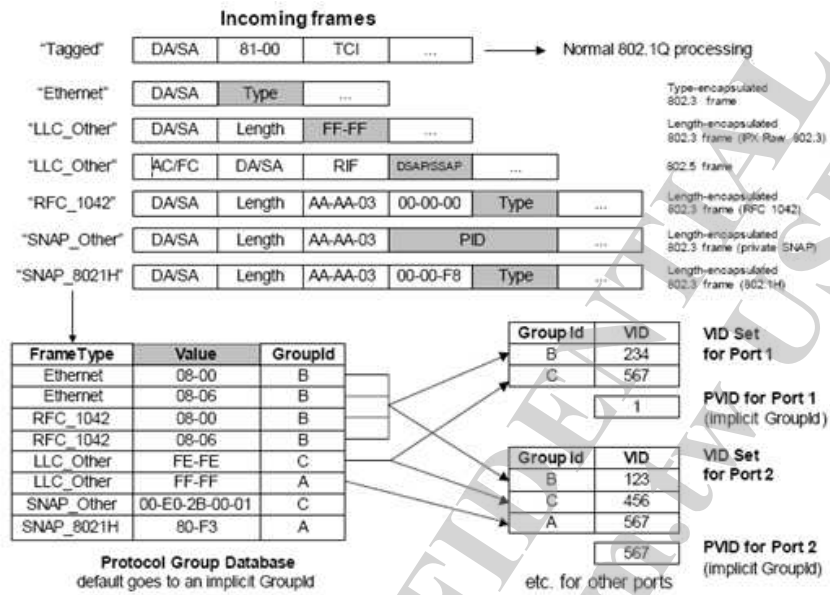 Incoming frames
"Tagged" DA/SA 81-00 TCI ... Normal 802.1Q processing
"Ethernet" DA/SA Type ... Type-encapsulated
802.3 frame
"LLC_Other" DA/SA Length FF-FF ... Length-encapsulated
802.3 frame (IPX Raw 802.3)
"LLC_Other" AC/FC DA/SA RIF DSAP/SSAP ... 802.5 frame
"RFC_1042" DA/SA Length AA-AA-03 00-00-00 Type ... Length-encapsulated
802.3 frame (RFC 1042)
"SNAP_Other" DA/SA Length AA-AA-03 PID ... Length-encapsulated
802.3 frame (private SNAP)
"SNAP_8021H" DA/SA Length AA-AA-03 00-00-F8 Type ... Length-encapsulated
802.3 frame (802.1H)
FrameType Value GroupId
Ethernet 08-00 B
Ethernet 08-06 B
RFC_1042 08-00 B
RFC_1042 08-06 B
LLC_Other FE-FE C
LLC_Other FF-FF A
SNAP_Other 00-E0-2B-00-01 C
SNAP_8021H 80-F3 A
Protocol Group Database
default goes to an implicit GroupId
Group Id VID
B 234
C 567
VID Set
for Port 1
1
PVID for Port 1
(implicit GroupId)
Group Id VID
B 123
C 456
A 567
VID Set
for Port 2
567
PVID for Port 2
(implicit GroupId)
etc. for other ports